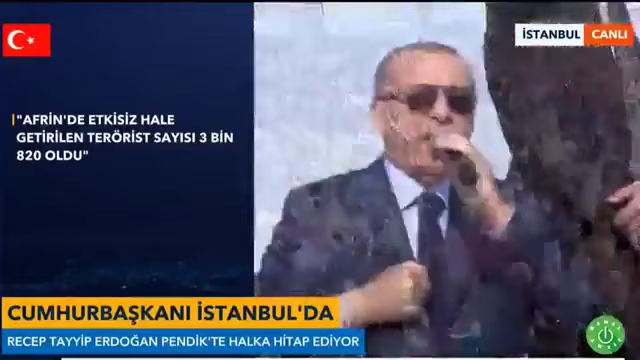 İSTANBUL CANLI
"AFRİN'DE ETKİSİZ HALE
GETİRİLEN TERÖRİST SAYISI 3 BİN
820 OLDU"
CUMHURBAŞKANI İSTANBUL'DA
RECEP TAYYİP ERDOĞAN PENDİK'TE HALKA HİTAP EDİYOR